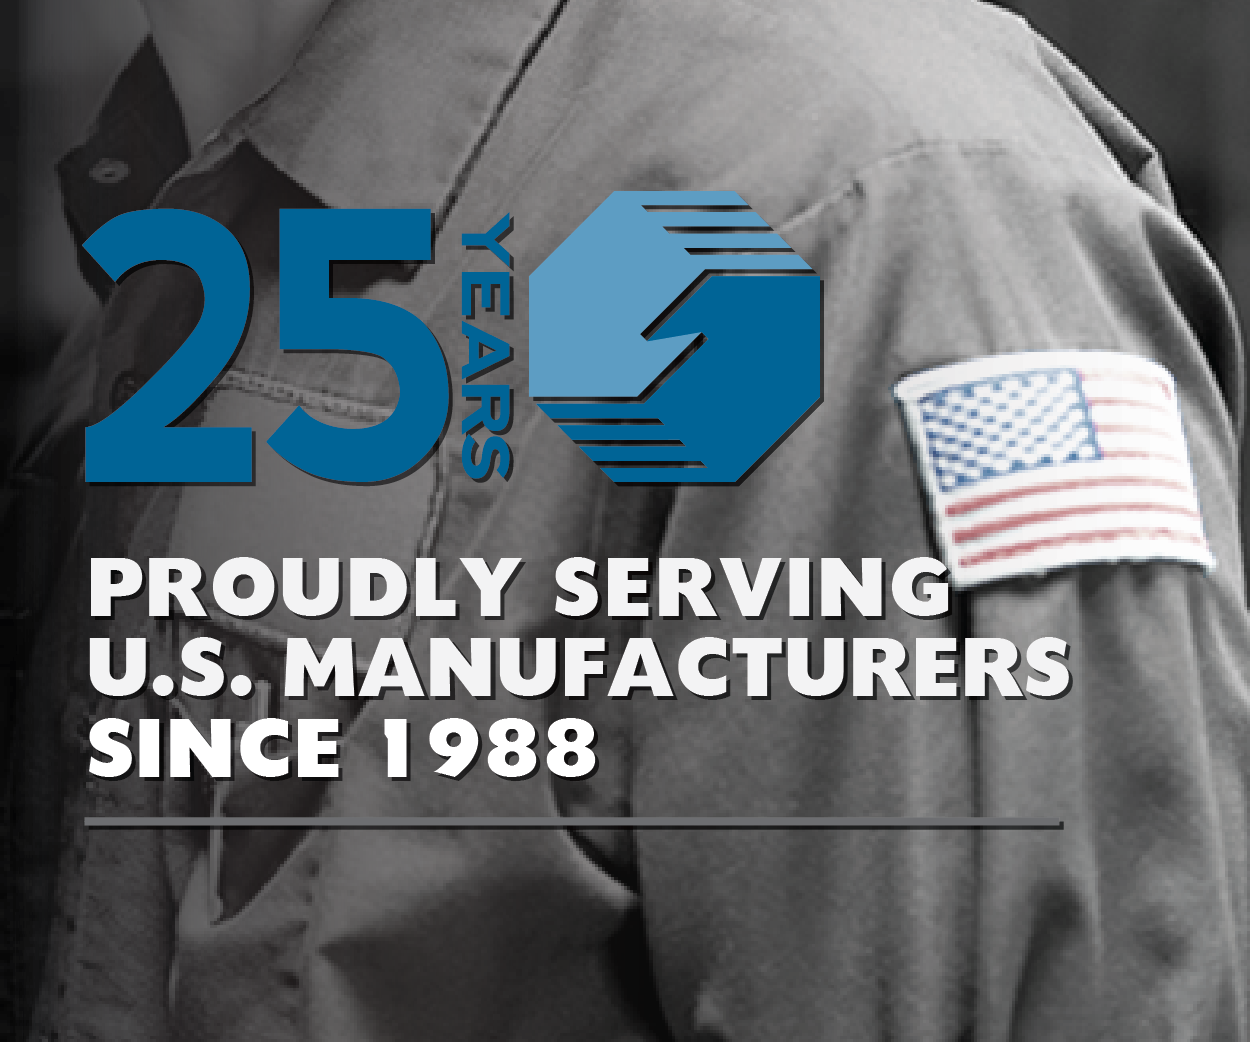 25 YEARS
PROUDLY SERVING
U.S. MANUFACTURERS
SINCE 1988